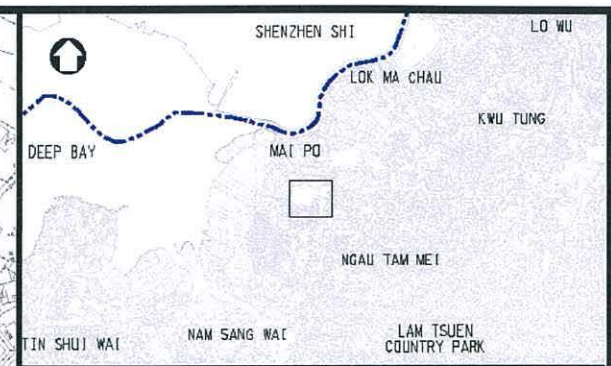 SHENZHEN SHI
LO WU
LOK MA CHAU
KWU TUNG
DEEP BAY
MAI PO
NGAU TAM MEI
TIN SHUI WAI
NAM SANG WAI
LAM TSUEN
COUNTRY PARK